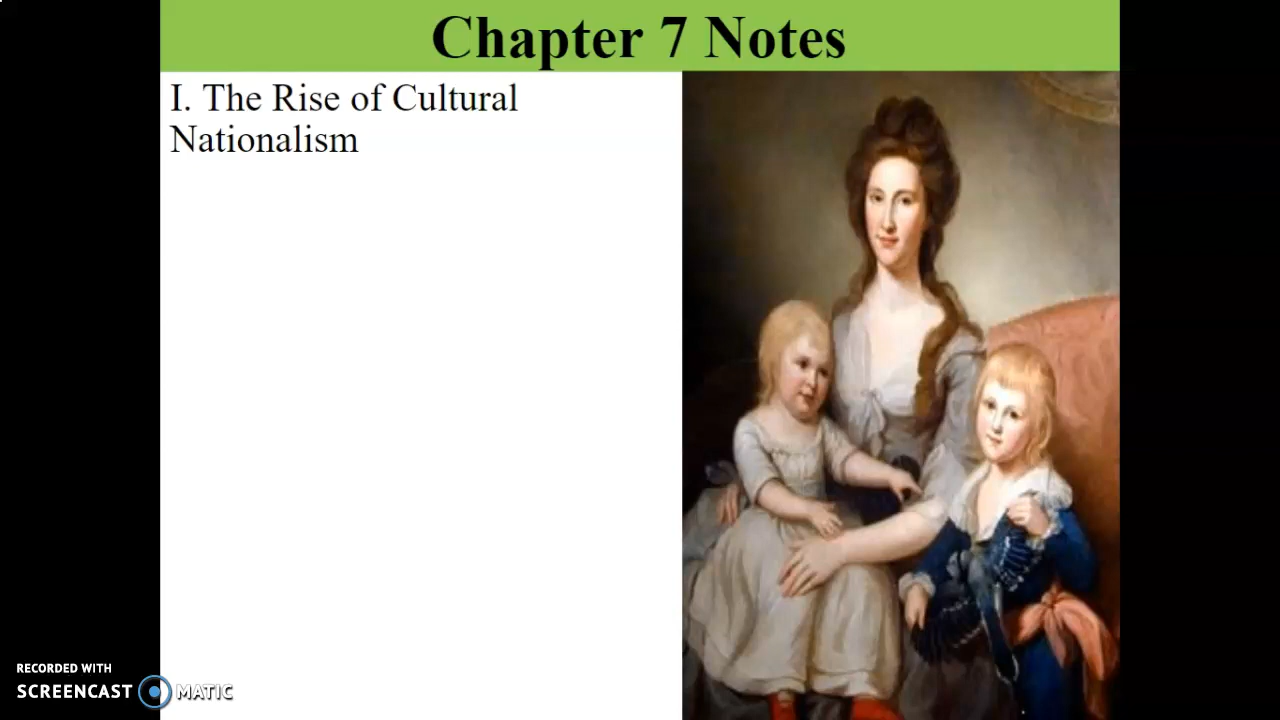 Chapter 7 Notes
I. The Rise of Cultural
Nationalism
RECORDED WITH
SCREENCAST MATIC